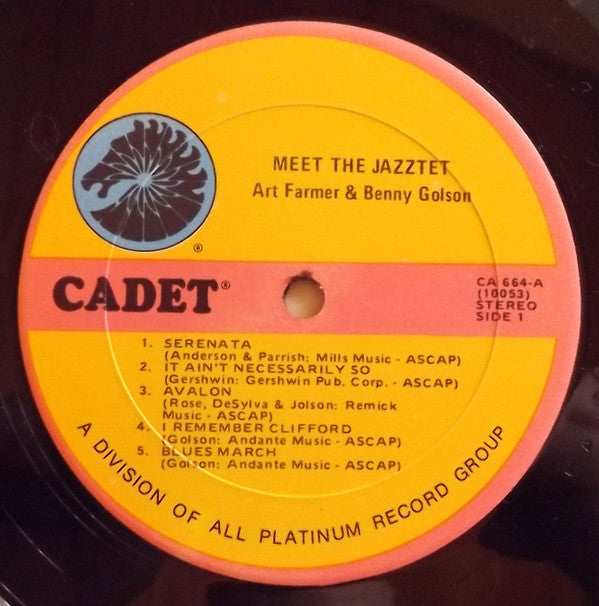 MEET THE JAZZTET
Art Farmer & Benny Golson
®
CADET®
CA 664-A
(10053)
STEREO
SIDE 1
1. SERENATA
(Anderson & Parrish: Mills Music - ASCAP)
2. IT AIN'T NECESSARILY SO
(Gershwin: Gershwin Pub. Corp. - ASCAP)
3. AVALON
(Rose, DeSylva & Jolson: Remick
Music - ASCAP)
4. I REMEMBER CLIFFORD
(Golson: Andante Music - ASCAP)
5. BLUES MARCH
(Golson: Andante Music - ASCAP)
A DIVISION OF ALL PLATINUM RECORD GROUP